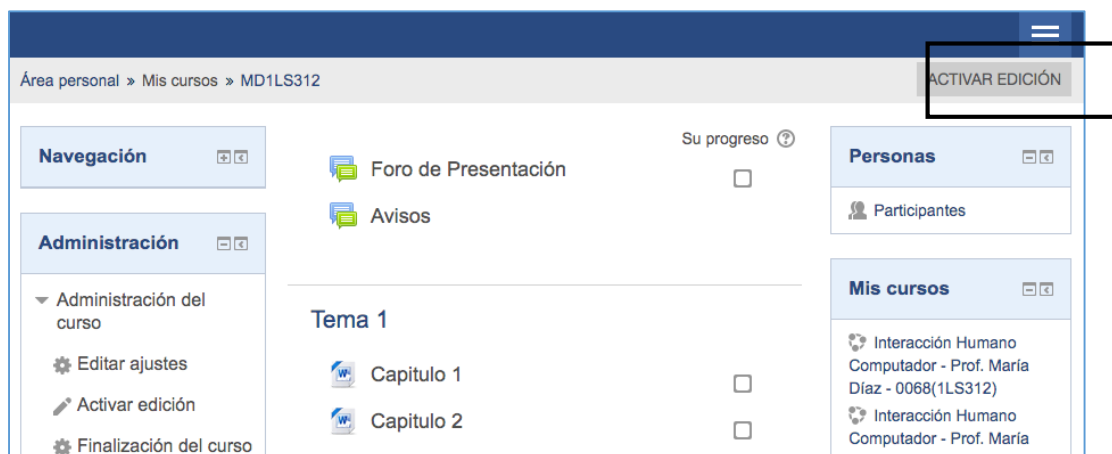 Área personal » Mis cursos » MD1LS312
ACTIVAR EDICIÓN
Navegación
Administración
Administración del
curso
Editar ajustes
Activar edición
Finalización del curso
Su progreso
Foro de Presentación
Avisos
Tema 1
Capitulo 1
Capitulo 2
Personas
Participantes
Mis cursos
Interacción Humano
Computador - Prof. María
Díaz - 0068(1LS312)
Interacción Humano
Computador - Prof. María